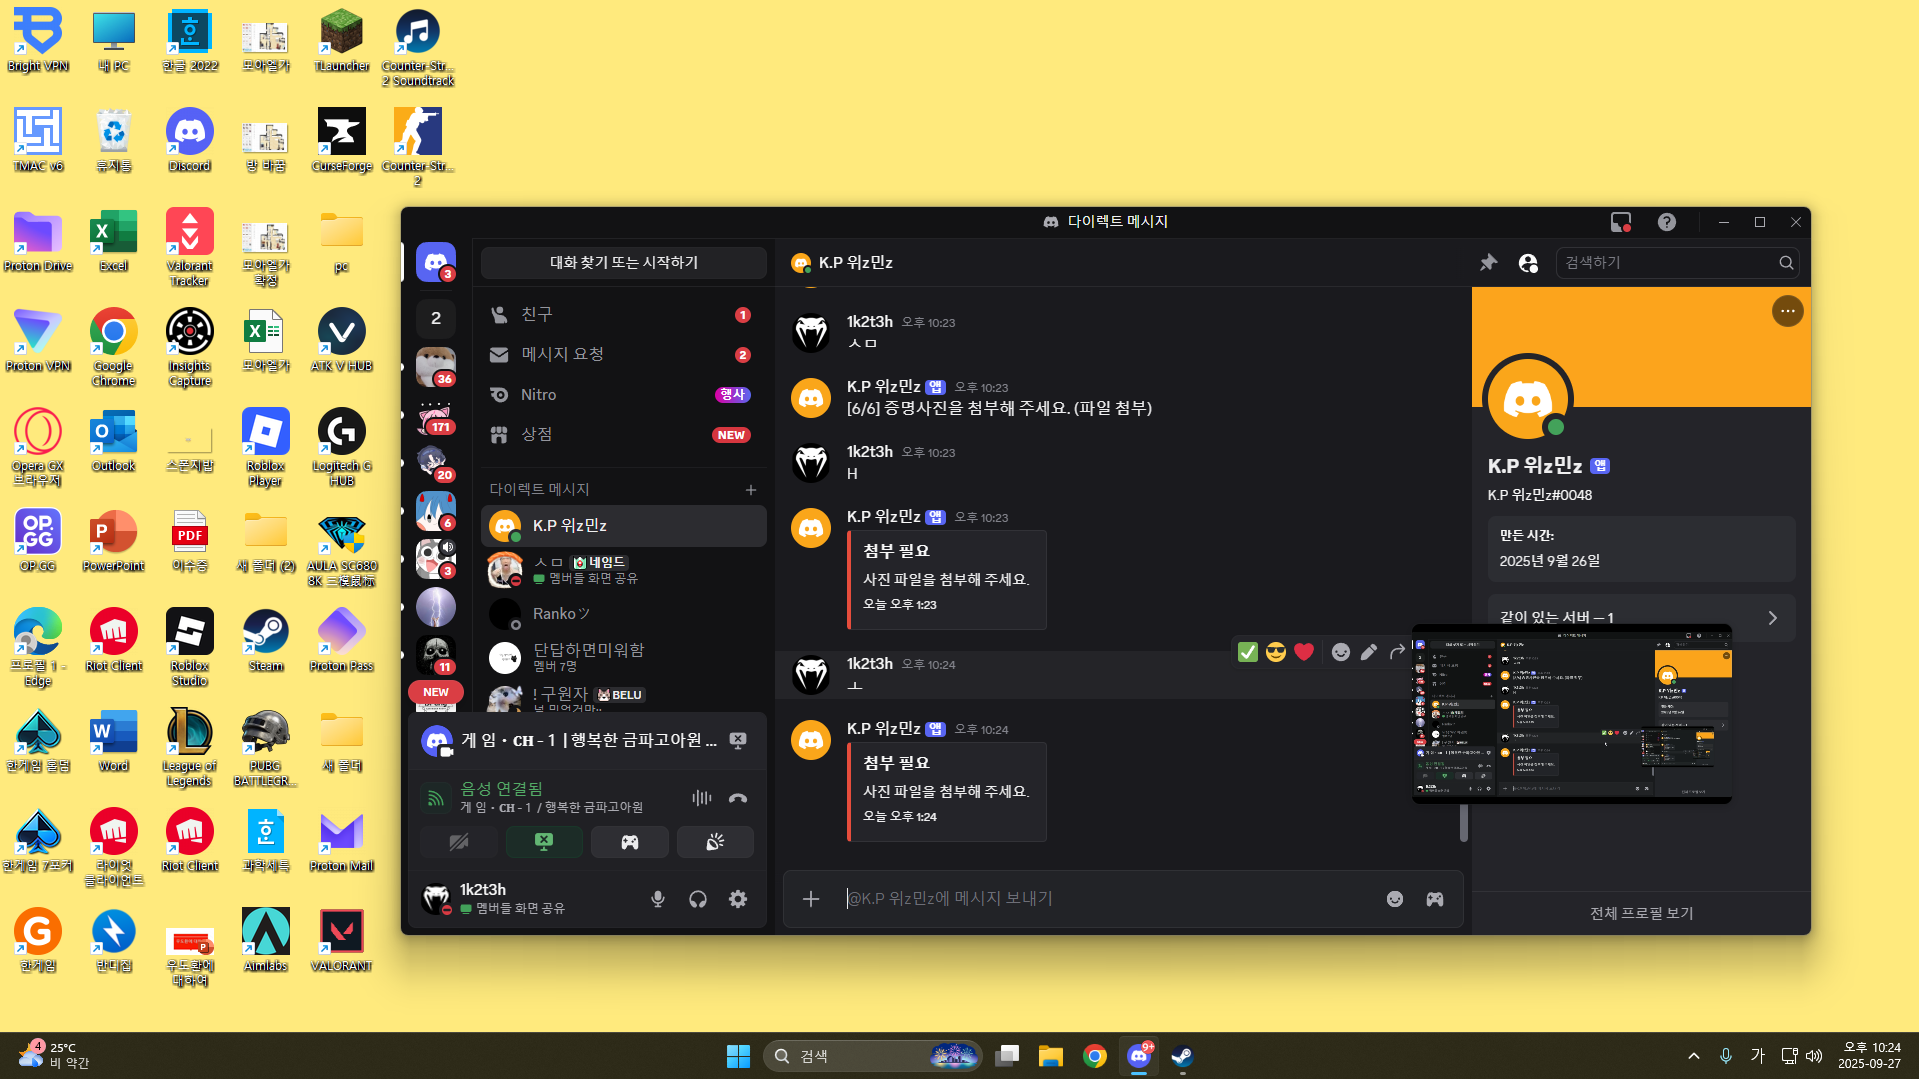 Bright VPN
내 PC
한글 2022
모아엘가
TLauncher
Counter-Str...
2 Soundtrack
TMAC v6
휴지통
Discord
방 바꿈
CurseForge
Counter-Str...
2
Proton Drive
Excel
Valorant
Tracker
모아엘가
확정
pc
Proton VPN
Google
Chrome
Insights
Capture
모아엘가
ATK V HUB
Opera GX
브라우저
Outlook
스폰지밥
Roblox
Player
Logitech G
HUB
OP.GG
PowerPoint
PDF
이수증
새 폴더 (2)
AULA SC680
프로필 1 -
Edge
Riot Client
Roblox
Studio
Steam
Proton Pass
한게임 홀덤
Word
League of
Legends
PUBG
BATTLEGR...
새 폴더
한게임 7포커
라이엇
클라이언트
Riot Client
과학세특
Proton Mail
한게임
반디집
우도환에
대하여
Aimlabs
VALORANT
다이렉트 메시지
3
2
36
171
20
6
3
11
NEW
대화 찾기 또는 시작하기
친구
1
메시지 요청
2
Nitro
행사
상점
NEW
다이렉트 메시지
K.P 위z민z
ㅅㅁ 네임드
멤버들 화면 공유
Ranko ツ
단답하면미워함
멤버 7명
! 구원자 BELU
게 임 • CH - 1 | 행복한 금파고아원 ...
음성 연결됨
게 임 • CH - 1 / 행복한 금파고아원
1k2t3h
멤버들 화면 공유
K.P 위z민z
검색하기
1k2t3h 오후 10:23
ㅅㅁ
K.P 위z민z 앱 오후 10:23
[6/6] 증명사진을 첨부해 주세요. (파일 첨부)
1k2t3h 오후 10:23
H
K.P 위z민z 앱 오후 10:23
첨부 필요
사진 파일을 첨부해 주세요.
오늘 오후 1:23
1k2t3h 오후 10:24
ㅗ
K.P 위z민z 앱 오후 10:24
첨부 필요
사진 파일을 첨부해 주세요.
오늘 오후 1:24
@K.P 위z민z에 메시지 보내기
K.P 위z민z 앱
K.P 위z민z#0048
만든 시간:
2025년 9월 26일
같이 있는 서버 — 1
전체 프로필 보기
4
25°C
비 약간
검색
9+
가
오후 10:24
2025-09-27